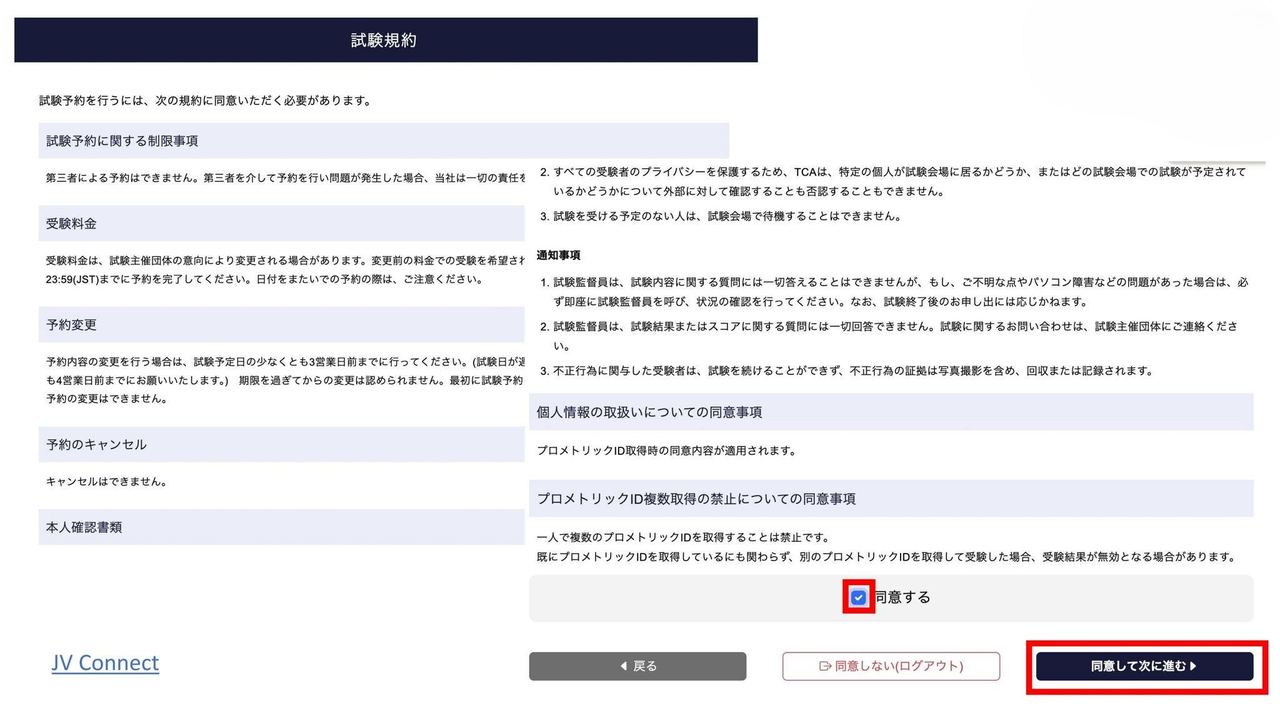 試験規約
試験予約を行うには、次の規約に同意いただく必要があります。
試験予約に関する制限事項
第三者による予約はできません。第三者を介して予約を行い問題が発生した場合、当社は一切の責任を
受験料金
受験料金は、試験主催団体の意向により変更される場合があります。変更前の料金での受験を希望され
23:59(JST)までに予約を完了してください。日付をまたいでの予約の際は、ご注意ください。
予約変更
予約内容の変更を行う場合は、試験予定日の少なくとも3営業日前までに行ってください。(試験日が
も4営業日前までにお願いいたします。) 期限を過ぎてからの変更は認められません。最初に試験予約
予約の変更はできません。
予約のキャンセル
キャンセルはできません。
本人確認書類
JV Connect
2. すべての受験者のプライバシーを保護するため、TCAは、特定の個人が試験会場に居るかどうか、またはどの試験会場での試験が予定されて
いるかどうかについて外部に対して確認することも否認することもできません。
3. 試験を受ける予定のない人は、試験会場で待機することはできません。
通知事項
1. 試験監督員は、試験内容に関する質問には一切答えることはできませんが、もし、ご不明な点やパソコン障害などの問題があった場合は、必
ず即座に試験監督員を呼び、状況の確認を行ってください。なお、試験終了後のお申し出には応じかねます。
2. 試験監督員は、試験結果またはスコアに関する質問には一切回答できません。試験に関するお問い合わせは、試験主催団体にご連絡くださ
い。
3. 不正行為に関与した受験者は、試験を続けることができず、不正行為の証拠は写真撮影を含め、回収または記録されます。
個人情報の取扱いについての同意事項
プロメトリックID取得時の同意内容が適用されます。
プロメトリックID複数取得の禁止についての同意事項
一人で複数のプロメトリックIDを取得することは禁止です。
既にプロメトリックIDを取得しているにも関わらず、別のプロメトリックIDを取得して受験した場合、受験結果が無効となる場合があります。
同意する
戻る
同意しない(ログアウト)
同意して次に進む